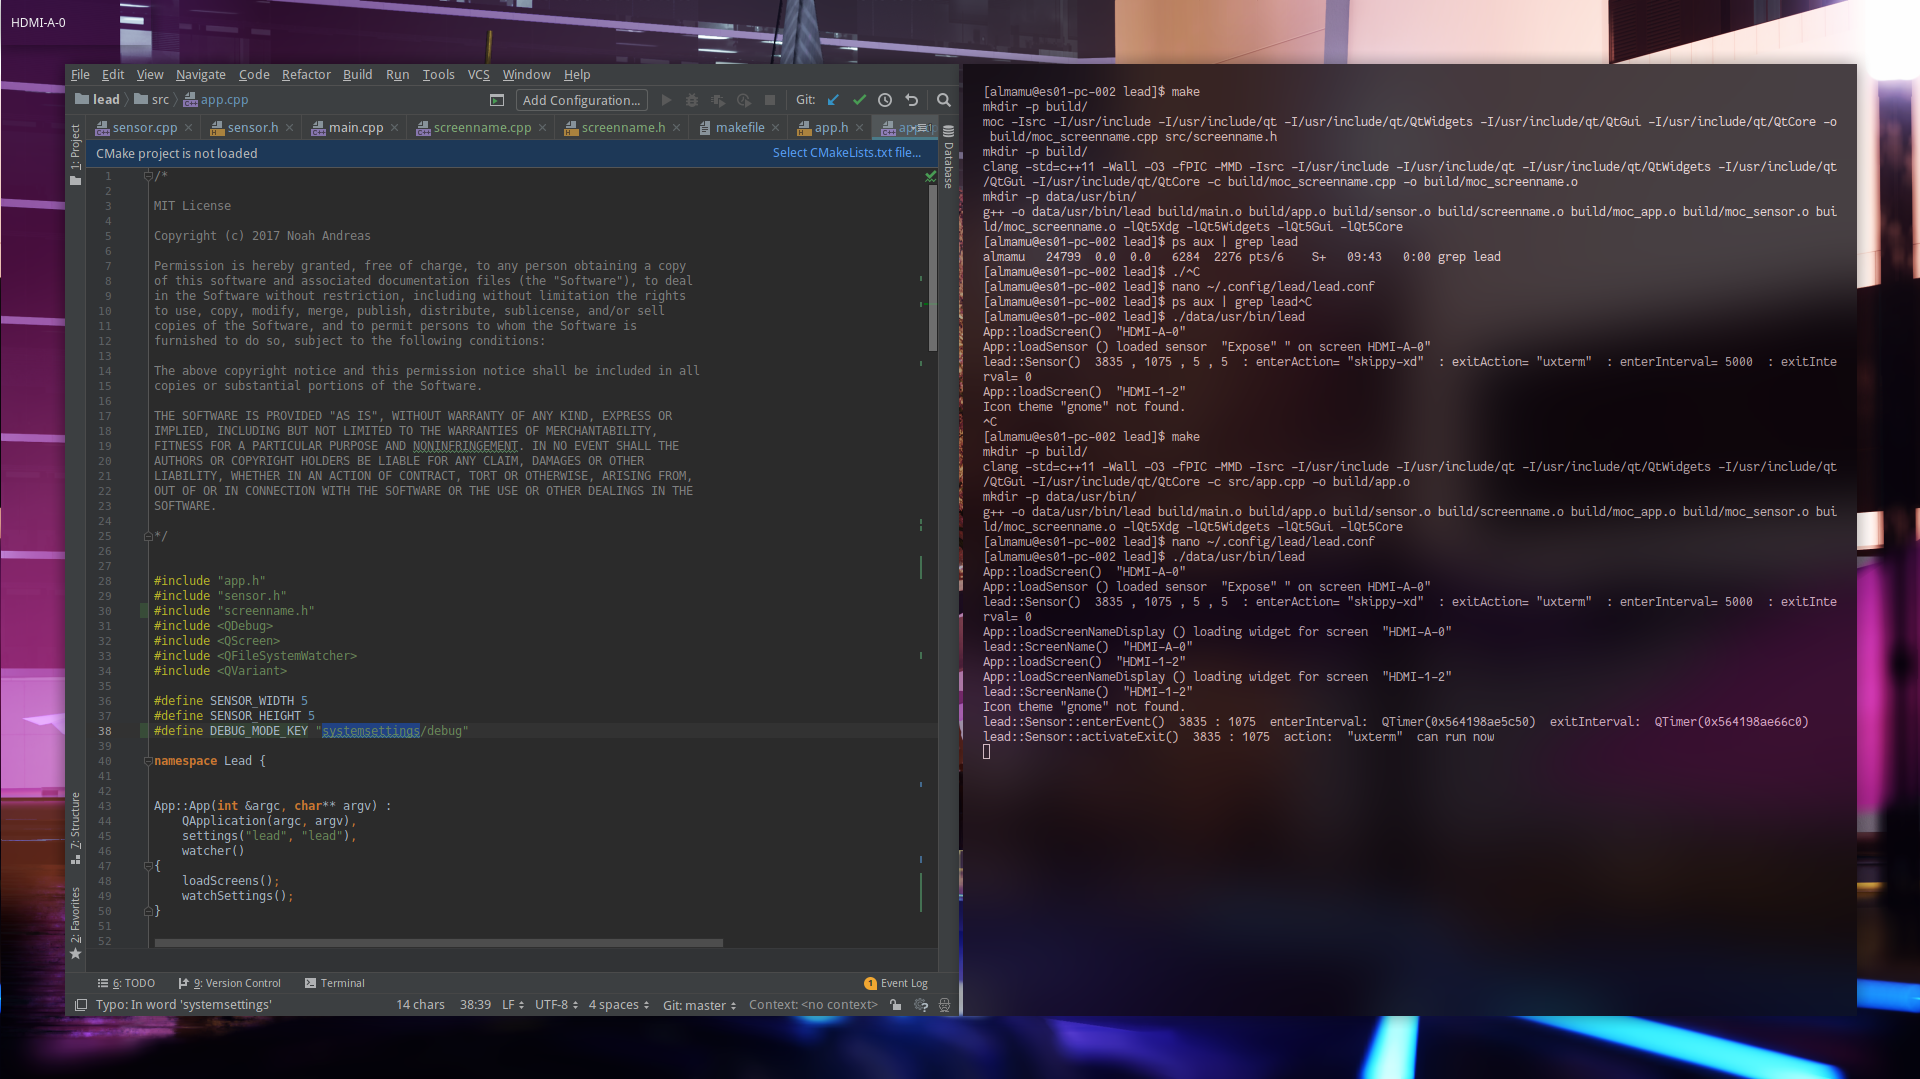 HDMI-A-0
File Edit View Navigate Code Refactor Build Run Tools VCS Window Help
lead src app.cpp Add Configuration... Git:
sensor.cpp sensor.h main.cpp screenname.cpp screenname.h makefile app.h
CMake project is not loaded Select CMakeLists.txt file...
1: Project
Database
7: Structure
2: Favorites
1 /*
2
3 MIT License
4
5 Copyright (c) 2017 Noah Andreas
6
7 Permission is hereby granted, free of charge, to any person obtaining a copy
8 of this software and associated documentation files (the "Software"), to deal
9 in the Software without restriction, including without limitation the rights
10 to use, copy, modify, merge, publish, distribute, sublicense, and/or sell
11 copies of the Software, and to permit persons to whom the Software is
12 furnished to do so, subject to the following conditions:
13
14 The above copyright notice and this permission notice shall be included in all
15 copies or substantial portions of the Software.
16
17 THE SOFTWARE IS PROVIDED "AS IS", WITHOUT WARRANTY OF ANY KIND, EXPRESS OR
18 IMPLIED, INCLUDING BUT NOT LIMITED TO THE WARRANTIES OF MERCHANTABILITY,
19 FITNESS FOR A PARTICULAR PURPOSE AND NONINFRINGEMENT. IN NO EVENT SHALL THE
20 AUTHORS OR COPYRIGHT HOLDERS BE LIABLE FOR ANY CLAIM, DAMAGES OR OTHER
21 LIABILITY, WHETHER IN AN ACTION OF CONTRACT, TORT OR OTHERWISE, ARISING FROM,
22 OUT OF OR IN CONNECTION WITH THE SOFTWARE OR THE USE OR OTHER DEALINGS IN THE
23 SOFTWARE.
24
25 */
26
27
28 #include "app.h"
29 #include "sensor.h"
30 #include "screenname.h"
31 #include <QDebug>
32 #include <QScreen>
33 #include <QFileSystemWatcher>
34 #include <QVariant>
35
36 #define SENSOR_WIDTH 5
37 #define SENSOR_HEIGHT 5
38 #define DEBUG_MODE_KEY "systemsettings/debug"
39
40 namespace Lead {
41
42
43 App::App(int &argc, char** argv) :
44 QApplication(argc, argv),
45 settings("lead", "lead"),
46 watcher()
47 {
48 loadScreens();
49 watchSettings();
50 }
51
52
6: TODO 9: Version Control Terminal 1 Event Log
Typo: In word 'systemsettings' 14 chars 38:39 LF UTF-8 4 spaces Git: master Context: <no context>
[almamu@es01-pc-002 lead]$ make
mkdir -p build/
moc -Isrc -I/usr/include -I/usr/include/qt -I/usr/include/qt/QtWidgets -I/usr/include/qt/QtGui -I/usr/include/qt/QtCore -o
build/moc_screenname.cpp src/screenname.h
mkdir -p build/
clang -std=c++11 -Wall -O3 -fPIC -MMD -Isrc -I/usr/include -I/usr/include/qt -I/usr/include/qt/QtWidgets -I/usr/include/qt
/QtGui -I/usr/include/qt/QtCore -c build/moc_screenname.cpp -o build/moc_screenname.o
mkdir -p data/usr/bin/
g++ -o data/usr/bin/lead build/main.o build/app.o build/sensor.o build/screenname.o build/moc_app.o build/moc_sensor.o bui
ld/moc_screenname.o -lQt5Xdg -lQt5Widgets -lQt5Gui -lQt5Core
[almamu@es01-pc-002 lead]$ ps aux | grep lead
almamu 24799 0.0 0.0 6284 2276 pts/6 S+ 09:43 0:00 grep lead
[almamu@es01-pc-002 lead]$ ./^C
[almamu@es01-pc-002 lead]$ nano ~/.config/lead/lead.conf
[almamu@es01-pc-002 lead]$ ps aux | grep lead^C
[almamu@es01-pc-002 lead]$ ./data/usr/bin/lead
App::loadScreen() "HDMI-A-0"
App::loadSensor () loaded sensor "Expose" " on screen HDMI-A-0"
lead::Sensor() 3835 , 1075 , 5 , 5 : enterAction= "skippy-xd" : exitAction= "uxterm" : enterInterval= 5000 : exitInte
rval= 0
App::loadScreen() "HDMI-1-2"
Icon theme "gnome" not found.
^C
[almamu@es01-pc-002 lead]$ make
mkdir -p build/
clang -std=c++11 -Wall -O3 -fPIC -MMD -Isrc -I/usr/include -I/usr/include/qt -I/usr/include/qt/QtWidgets -I/usr/include/qt
/QtGui -I/usr/include/qt/QtCore -c src/app.cpp -o build/app.o
mkdir -p data/usr/bin/
g++ -o data/usr/bin/lead build/main.o build/app.o build/sensor.o build/screenname.o build/moc_app.o build/moc_sensor.o bui
ld/moc_screenname.o -lQt5Xdg -lQt5Widgets -lQt5Gui -lQt5Core
[almamu@es01-pc-002 lead]$ nano ~/.config/lead/lead.conf
[almamu@es01-pc-002 lead]$ ./data/usr/bin/lead
App::loadScreen() "HDMI-A-0"
App::loadSensor () loaded sensor "Expose" " on screen HDMI-A-0"
lead::Sensor() 3835 , 1075 , 5 , 5 : enterAction= "skippy-xd" : exitAction= "uxterm" : enterInterval= 5000 : exitInte
rval= 0
App::loadScreenNameDisplay () loading widget for screen "HDMI-A-0"
lead::ScreenName() "HDMI-A-0"
App::loadScreen() "HDMI-1-2"
App::loadScreenNameDisplay () loading widget for screen "HDMI-1-2"
lead::ScreenName() "HDMI-1-2"
Icon theme "gnome" not found.
lead::Sensor::enterEvent() 3835 : 1075 enterInterval: QTimer(0x564198ae5c50) exitInterval: QTimer(0x564198ae66c0)
lead::Sensor::activateExit() 3835 : 1075 action: "uxterm" can run now